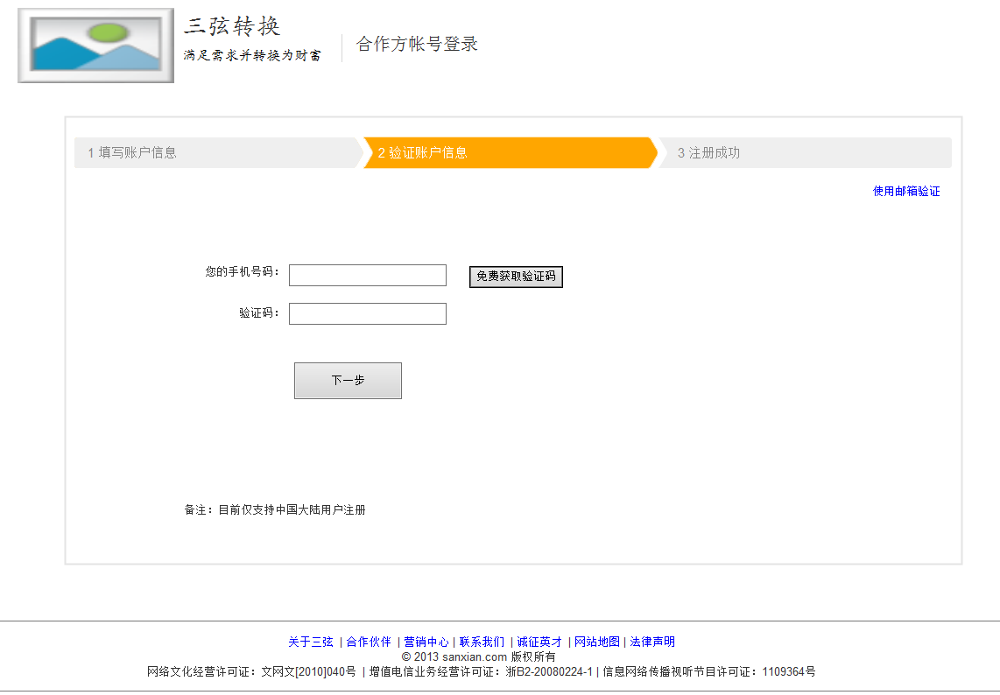 三弦转换
满足需求并转换为财富
合作方帐号登录
1 填写账户信息
2 验证账户信息
3 注册成功
使用邮箱验证
您的手机号码：
免费获取验证码
验证码：
下一步
备注：目前仅支持中国大陆用户注册
关于三弦 | 合作伙伴 | 营销中心 | 联系我们 | 诚征英才 | 网站地图 | 法律声明
© 2013 sanxian.com 版权所有
网络文化经营许可证：文网文[2010]040号 | 增值电信业务经营许可证：浙B2-20080224-1 | 信息网络传播视听节目许可证：1109364号